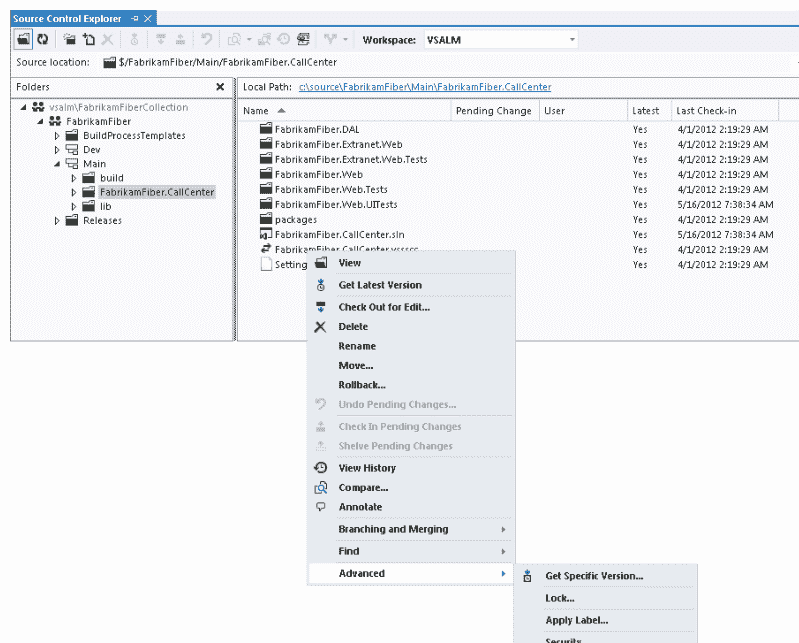 Source Control Explorer
Workspace: VSALM
Source location: $/FabrikamFiber/Main/FabrikamFiber.CallCenter
Folders
Local Path: c:\source\FabrikamFiber\Main\FabrikamFiber.CallCenter
vsalm\FabrikamFiberCollection
FabrikamFiber
BuildProcessTemplates
Dev
Main
build
FabrikamFiber.CallCenter
lib
Releases
Name Pending Change User Latest Last Check-in
FabrikamFiber.DAL Yes 4/1/2012 2:19:29 AM
FabrikamFiber.Extranet.Web Yes 4/1/2012 2:19:29 AM
FabrikamFiber.Extranet.Web.Tests Yes 4/1/2012 2:19:29 AM
FabrikamFiber.Web Yes 4/1/2012 2:19:29 AM
FabrikamFiber.Web.Tests Yes 4/1/2012 2:19:29 AM
FabrikamFiber.Web.UITests Yes 5/16/2012 7:38:34 AM
packages Yes 4/1/2012 2:19:29 AM
FabrikamFiber.CallCenter.sln Yes 5/16/2012 7:38:34 AM
FabrikamFiber.CallCenter.vssscc Yes 4/1/2012 2:19:29 AM
Setting Yes 4/1/2012 2:19:29 AM
View
Get Latest Version
Check Out for Edit...
Delete
Rename
Move...
Rollback...
Undo Pending Changes...
Check In Pending Changes
Shelve Pending Changes
View History
Compare...
Annotate
Branching and Merging
Find
Advanced
Get Specific Version...
Lock...
Apply Label...
Security